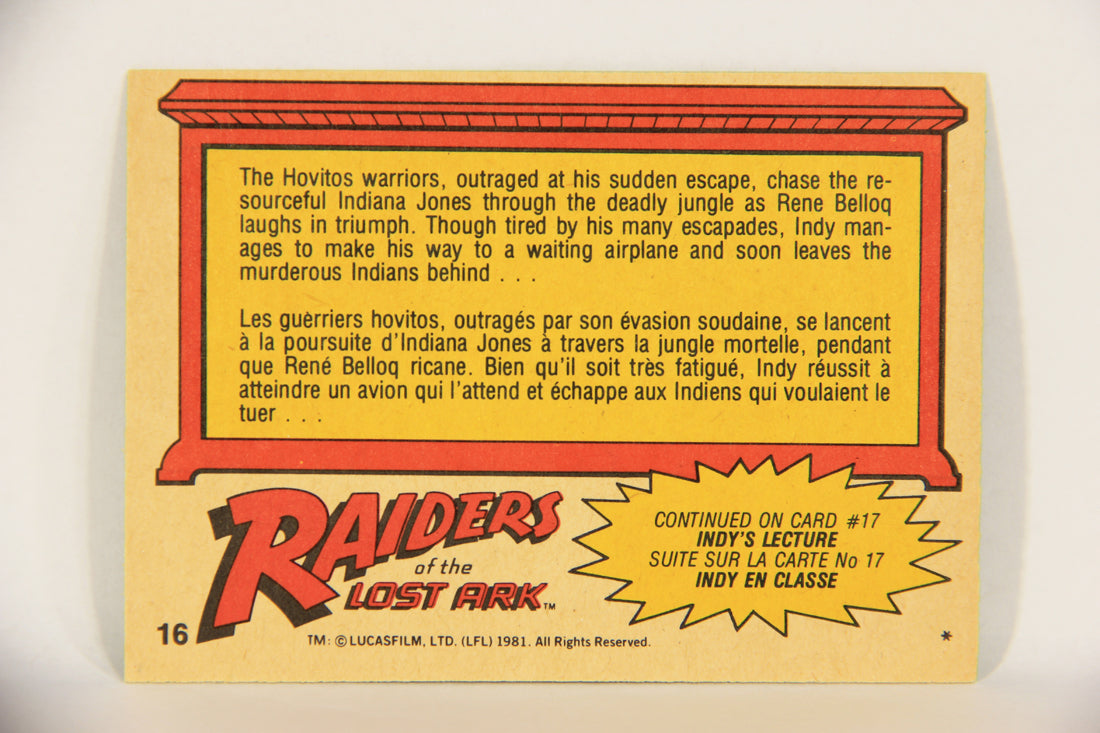 The Hovitos warriors, outraged at his sudden escape, chase the re-
sourceful Indiana Jones through the deadly jungle as Rene Belloq
laughs in triumph. Though tired by his many escapades, Indy man-
ages to make his way to a waiting airplane and soon leaves the
murderous Indians behind . . .
Les guèrriers hovitos, outragés par son évasion soudaine, se lancent
à la poursuite d'Indiana Jones à travers la jungle mortelle, pendant
que René Belloq ricane. Bien qu'il soit très fatigué, Indy réussit à
atteindre un avion qui l'attend et échappe aux Indiens qui voulaient le
tuer . . .
RAIDERS
of the
LOST ARK™
CONTINUED ON CARD #17
INDY'S LECTURE
SUITE SUR LA CARTE No 17
INDY EN CLASSE
16
TM: ©LUCASFILM, LTD. (LFL) 1981. All Rights Reserved.
*